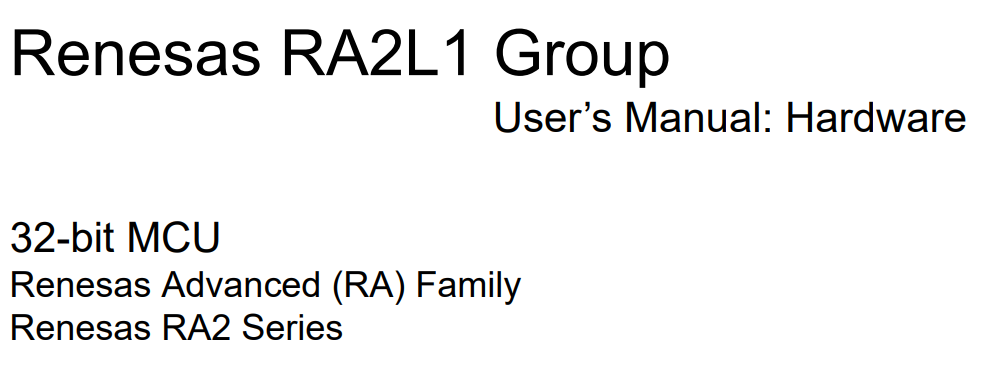 Renesas RA2L1 Group
User’s Manual: Hardware
32-bit MCU
Renesas Advanced (RA) Family
Renesas RA2 Series